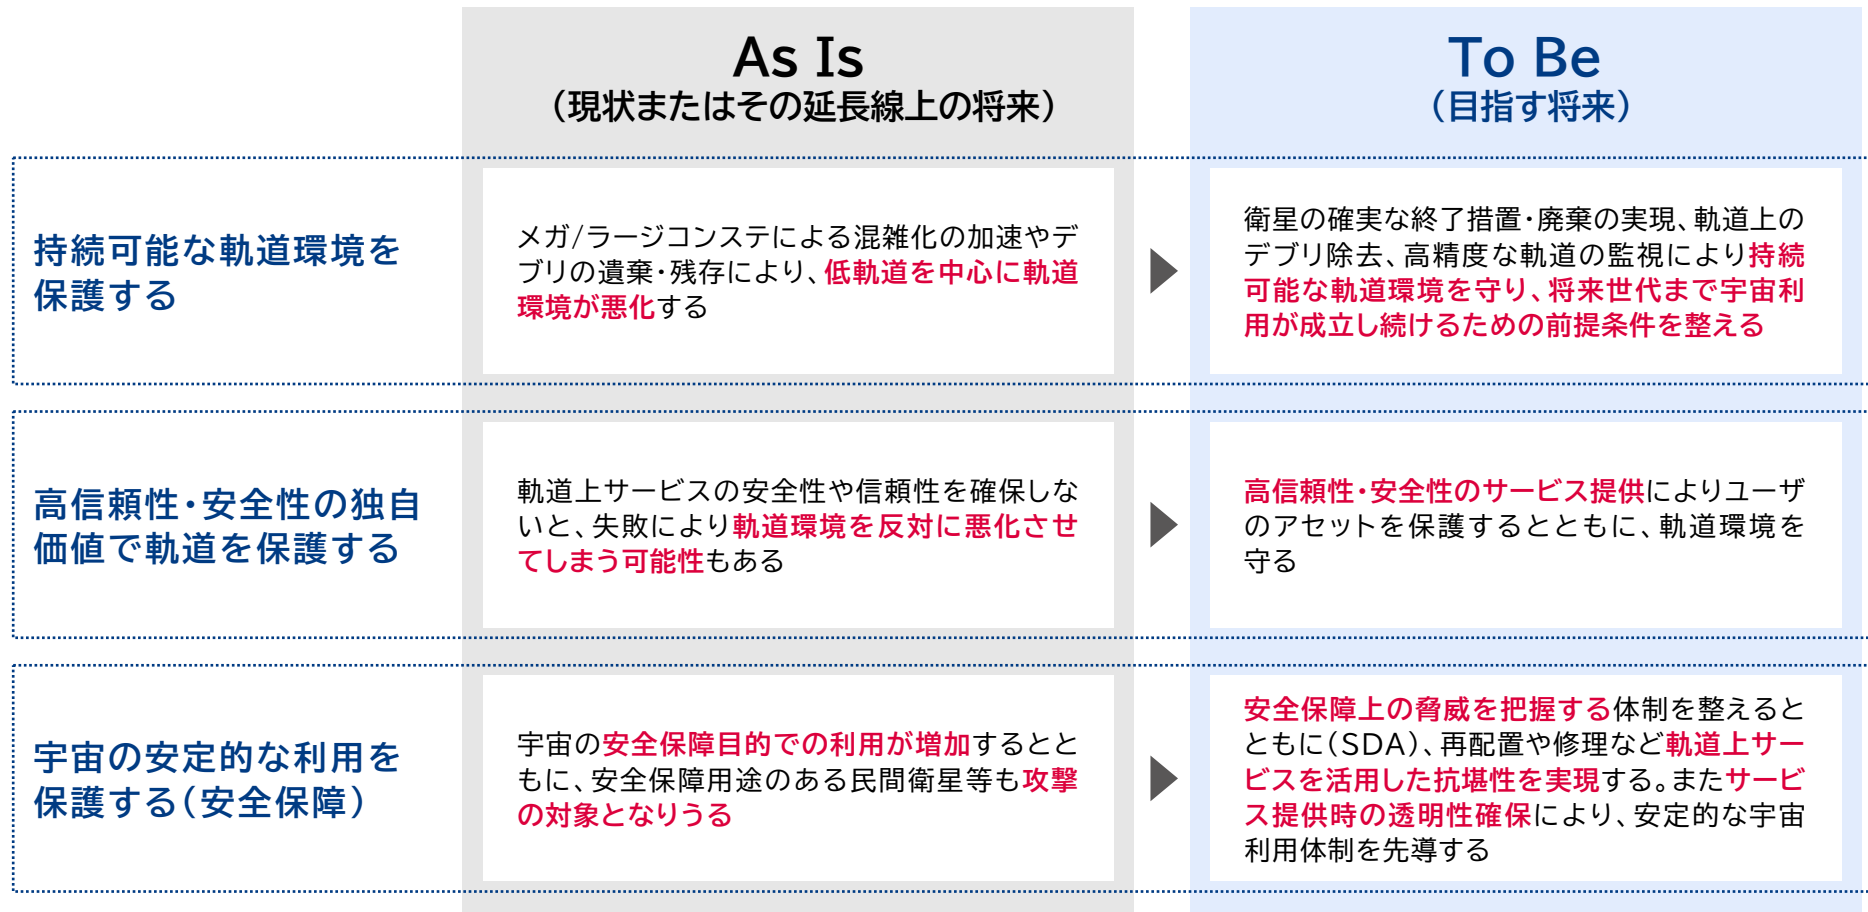 As Is
（現状またはその延長線上の将来）
To Be
（目指す将来）
持続可能な軌道環境を
保護する
メガ/ラージコンステによる混雑化の加速やデ
ブリの遺棄・残存により、低軌道を中心に軌道
環境が悪化する
衛星の確実な終了措置・廃棄の実現、軌道上の
デブリ除去、高精度な軌道の監視により持続
可能な軌道環境を守り、将来世代まで宇宙利
用が成立し続けるための前提条件を整える
高信頼性・安全性の独自
価値で軌道を保護する
軌道上サービスの安全性や信頼性を確保しな
いと、失敗により軌道環境を反対に悪化させ
てしまう可能性もある
高信頼性・安全性のサービス提供によりユーザ
のアセットを保護するとともに、軌道環境を
守る
宇宙の安定的な利用を
保護する（安全保障）
宇宙の安全保障目的での利用が増加するとと
もに、安全保障用途のある民間衛星等も攻撃
の対象となりうる
安全保障上の脅威を把握する体制を整えると
ともに（SDA）、再配置や修理など軌道上サー
ビスを活用した抗堪性を実現する。またサービ
ス提供時の透明性確保により、安定的な宇宙
利用体制を先導する